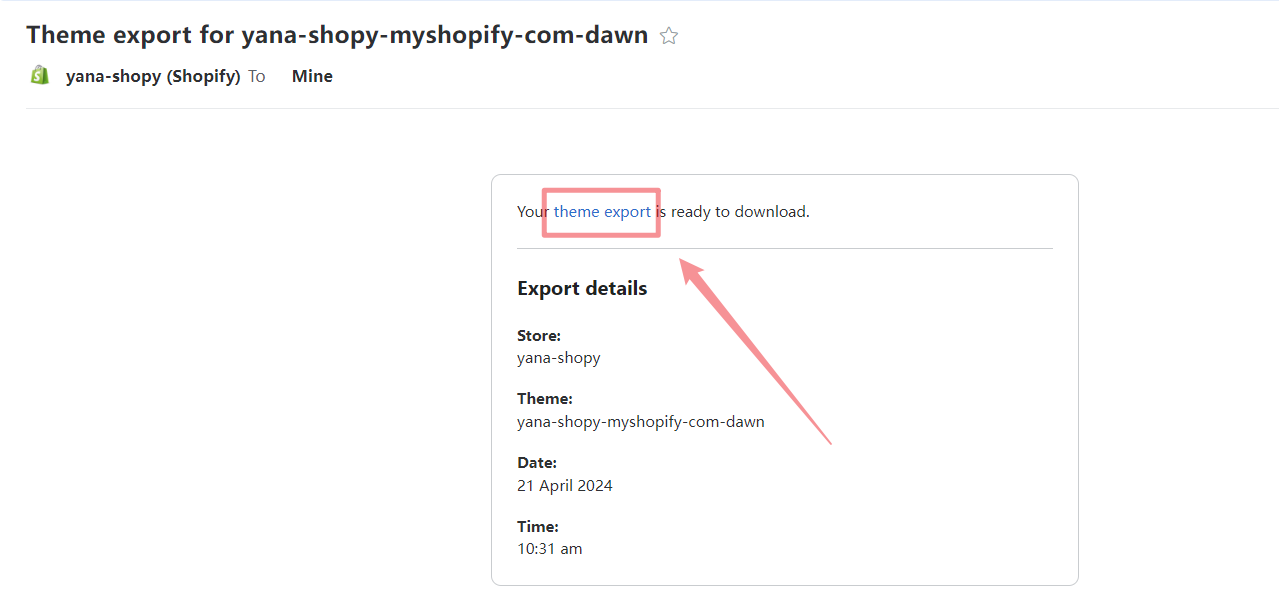 Theme export for yana-shopy-myshopify-com-dawn
yana-shopy (Shopify) To Mine
Your theme export is ready to download.
Export details
Store:
yana-shopy
Theme:
yana-shopy-myshopify-com-dawn
Date:
21 April 2024
Time:
10:31 am